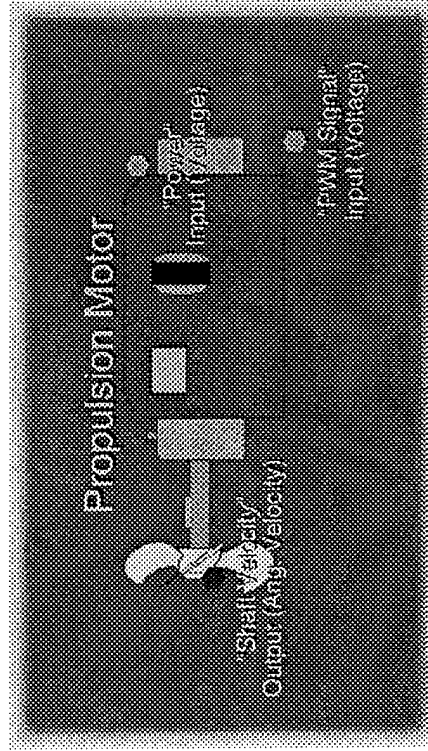 Propulsion Motor
"Power"
Input (Voltage)
"PWM Signal"
Input (Voltage)
"Shaft Velocity"
Output (Ang. Velocity)